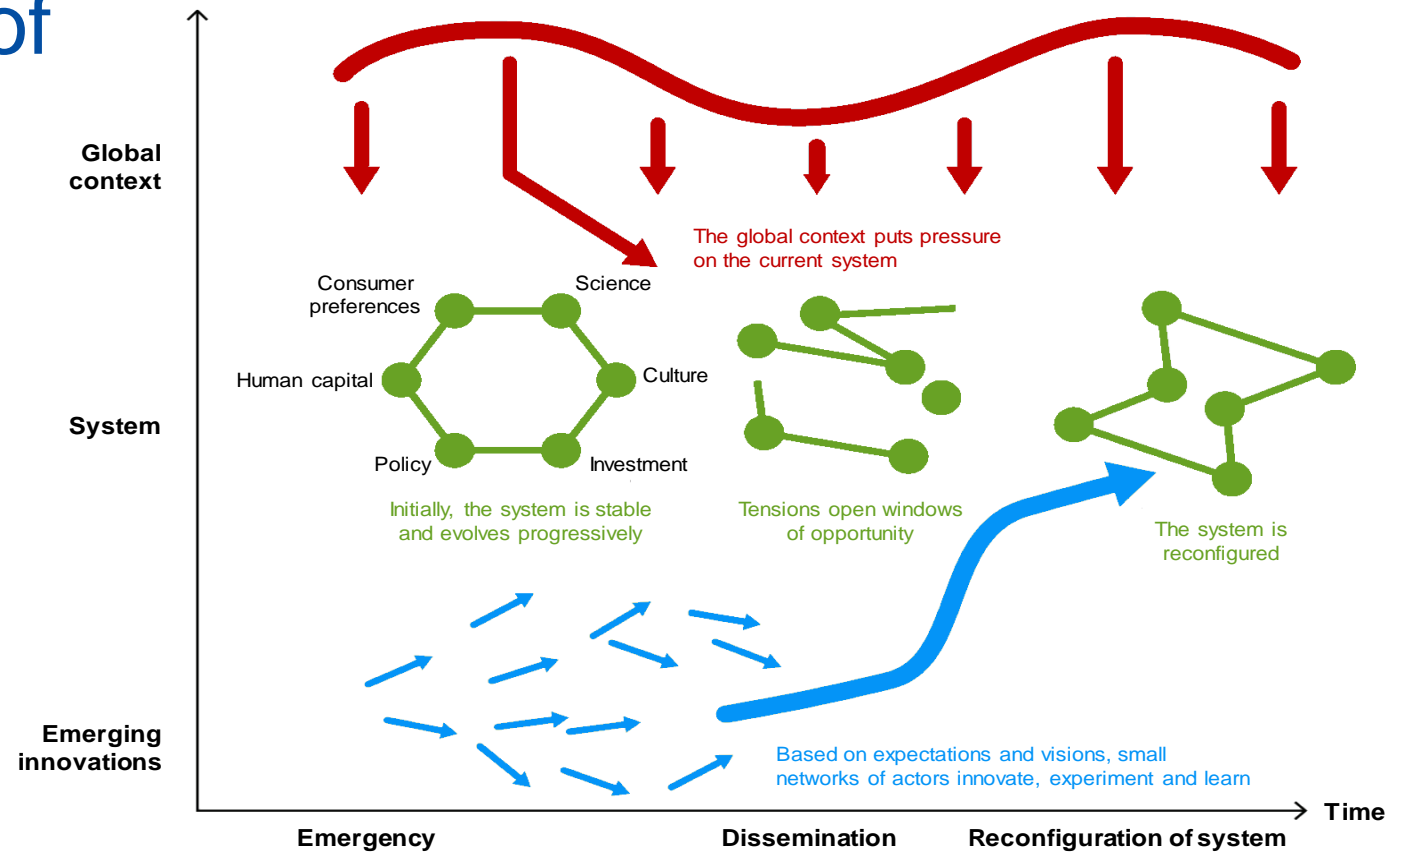 of
Global
context
The global context puts pressure
on the current system
Consumer
preferences
Science
Human capital
Culture
System
Policy
Investment
Initially, the system is stable
and evolves progressively
Tensions open windows
of opportunity
The system is
reconfigured
Emerging
innovations
Based on expectations and visions, small
networks of actors innovate, experiment and learn
Time
Emergency
Dissemination
Reconfiguration of system